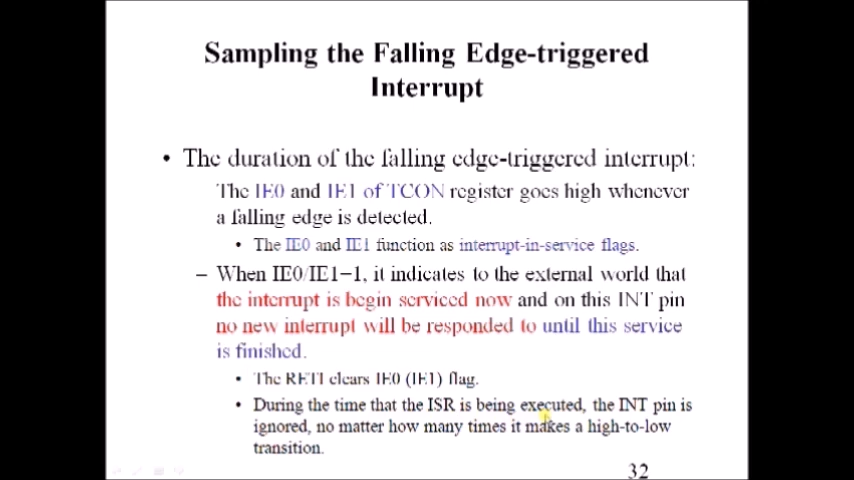 Sampling the Falling Edge-triggered
Interrupt
• The duration of the falling edge-triggered interrupt:
The IE0 and IE1 of TCON register goes high whenever
a falling edge is detected.
• The IE0 and IE1 function as interrupt-in-service flags.
– When IE0/IE1=1, it indicates to the external world that
the interrupt is begin serviced now and on this INT pin
no new interrupt will be responded to until this service
is finished.
• The RETI clears IE0 (IE1) flag.
• During the time that the ISR is being executed, the INT pin is
ignored, no matter how many times it makes a high-to-low
transition.
32